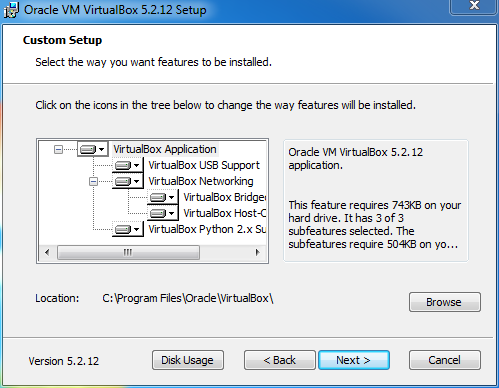 Oracle VM VirtualBox 5.2.12 Setup
Custom Setup
Select the way you want features to be installed.
Click on the icons in the tree below to change the way features will be installed.
VirtualBox Application
VirtualBox USB Support
VirtualBox Networking
VirtualBox Bridge
VirtualBox Host-O
VirtualBox Python 2.x Su
Oracle VM VirtualBox 5.2.12
application.
This feature requires 743KB on your
hard drive. It has 3 of 3
subfeatures selected. The
subfeatures require 504KB on yo...
Location:
C:\Program Files\Oracle\VirtualBox\
Browse
Version 5.2.12
Disk Usage
< Back
Next >
Cancel